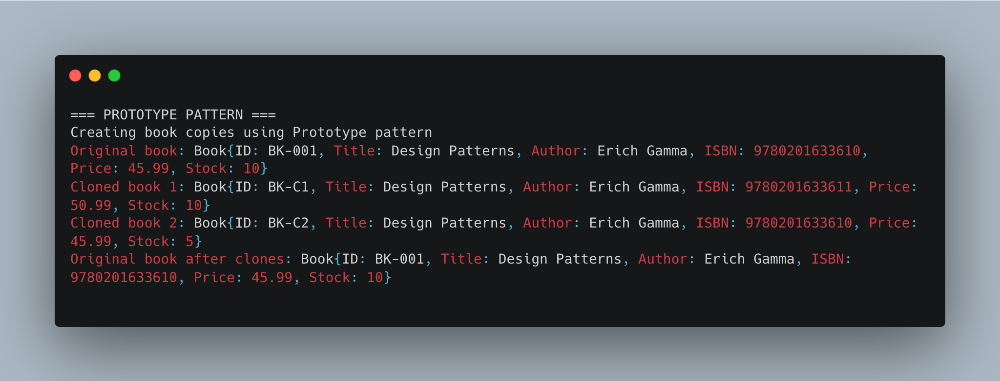 === PROTOTYPE PATTERN ===
Creating book copies using Prototype pattern
Original book: Book{ID: BK-001, Title: Design Patterns, Author: Erich Gamma, ISBN: 9780201633610,
Price: 45.99, Stock: 10}
Cloned book 1: Book{ID: BK-C1, Title: Design Patterns, Author: Erich Gamma, ISBN: 9780201633611, Price:
50.99, Stock: 10}
Cloned book 2: Book{ID: BK-C2, Title: Design Patterns, Author: Erich Gamma, ISBN: 9780201633610, Price:
45.99, Stock: 5}
Original book after clones: Book{ID: BK-001, Title: Design Patterns, Author: Erich Gamma, ISBN:
9780201633610, Price: 45.99, Stock: 10}